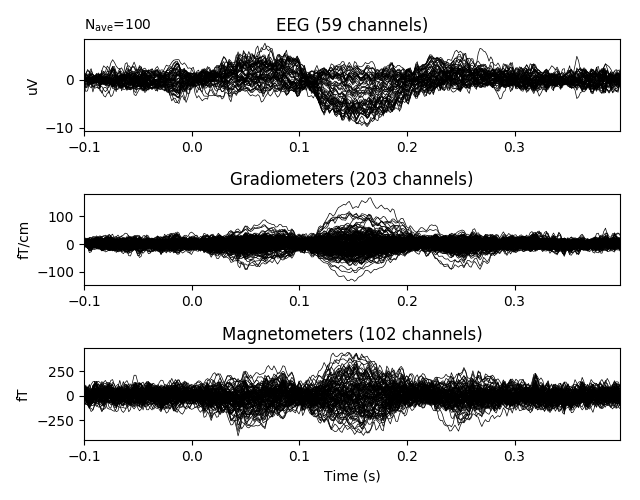 N_ave=100
EEG (59 channels)
uV
0
−10
−0.1 0.0 0.1 0.2 0.3
Gradiometers (203 channels)
fT/cm
100
0
−100
−0.1 0.0 0.1 0.2 0.3
Magnetometers (102 channels)
fT
250
0
−250
−0.1 0.0 0.1 0.2 0.3
Time (s)